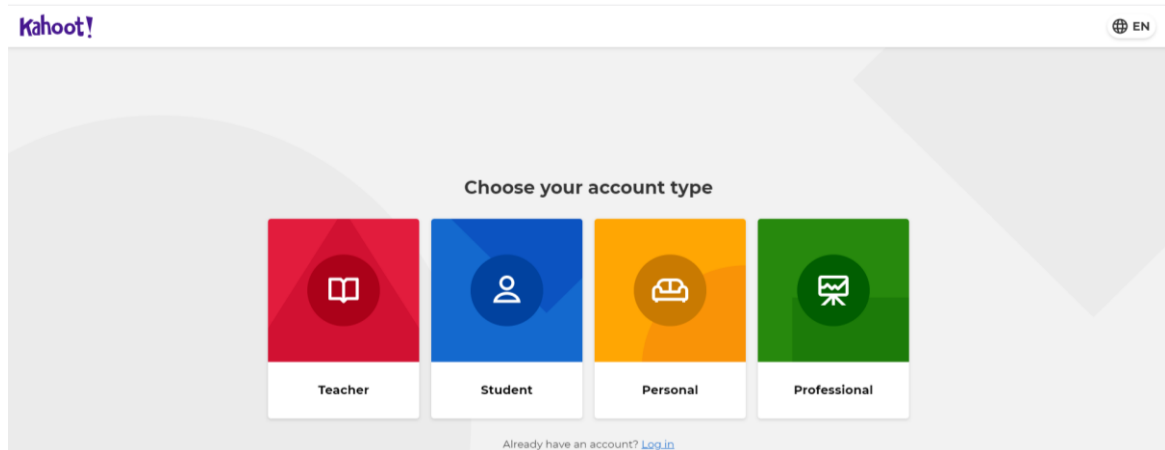 Kahoot!
EN
Choose your account type
Teacher
Student
Personal
Professional
Already have an account? Log in